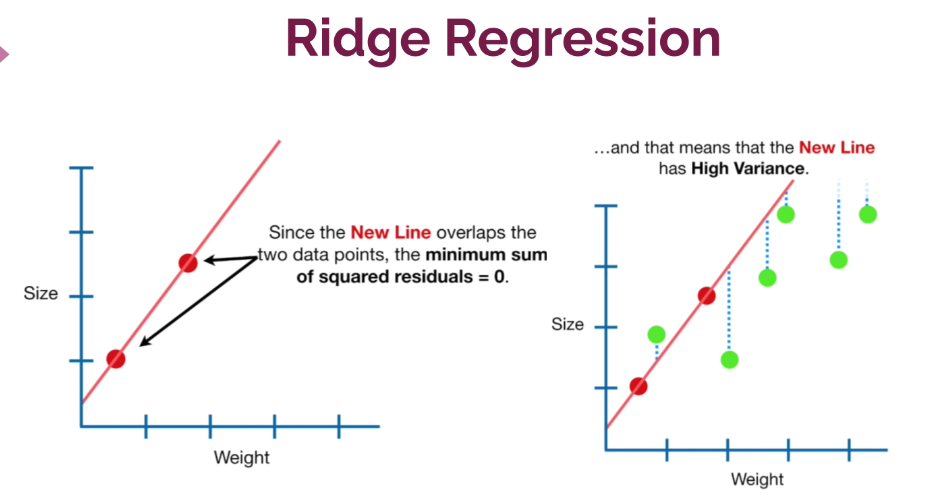 Ridge Regression
Since the New Line overlaps the
two data points, the minimum sum
of squared residuals = 0.
Size
Weight
...and that means that the New Line
has High Variance.
Size
Weight